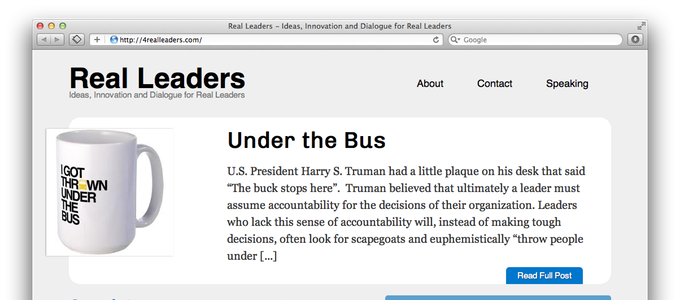 Real Leaders – Ideas, Innovation and Dialogue for Real Leaders
http://4realleaders.com/
Google
Real Leaders
Ideas, Innovation and Dialogue for Real Leaders
About Contact Speaking
I GOT
THROWN
UNDER
THE
BUS
Under the Bus
U.S. President Harry S. Truman had a little plaque on his desk that said
“The buck stops here”.  Truman believed that ultimately a leader must
assume accountability for the decisions of their organization. Leaders
who lack this sense of accountability will, instead of making tough
decisions, often look for scapegoats and euphemistically “throw people
under [...]
Read Full Post